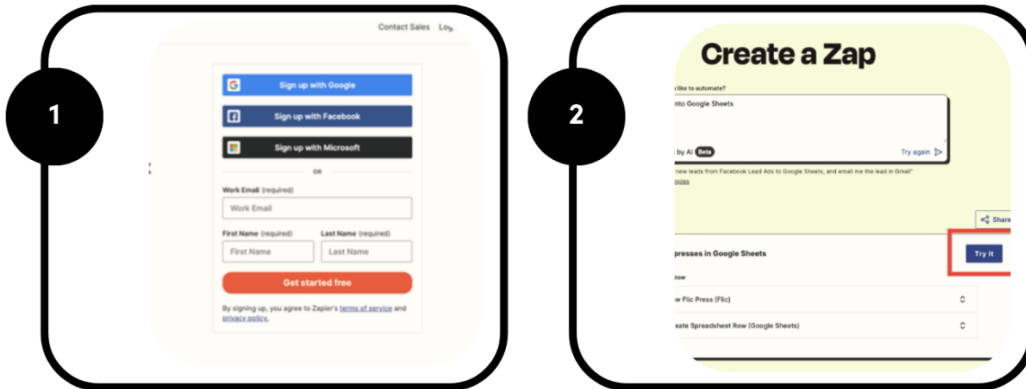 1
Contact Sales
Sign up with Google
Sign up with Facebook
Sign up with Microsoft
OR
Work Email (required)
Work Email
First Name (required) Last Name (required)
First Name Last Name
Get started free
By signing up, you agree to Zapier's terms of service and
privacy policy.
2
Create a Zap
like to automate?
into Google Sheets
by AI Beta Try again
new leads from Facebook Lead Ads to Google Sheets, and email me the lead in Gmail"
Share
presses in Google Sheets Try it
Flic Press (Flic)
Spreadsheet Row (Google Sheets)